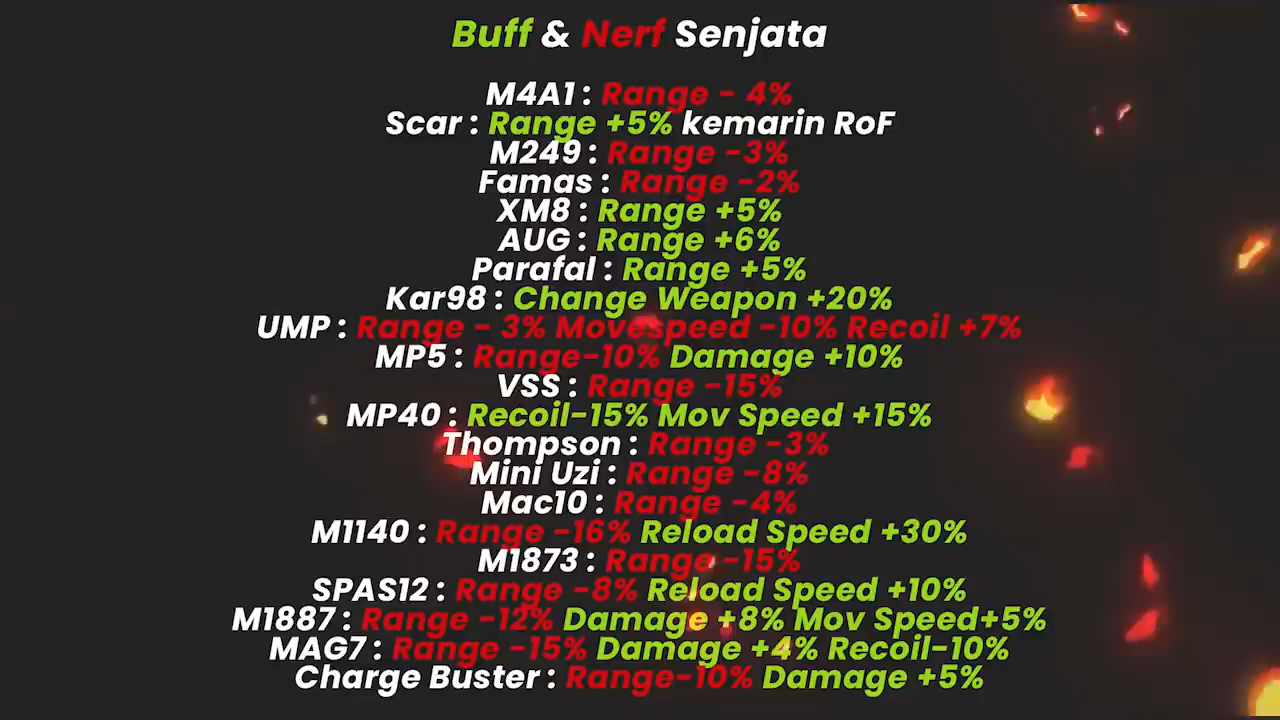 Buff & Nerf Senjata
M4A1 : Range - 4%
Scar : Range +5% kemarin RoF
M249 : Range -3%
Famas : Range -2%
XM8 : Range +5%
AUG : Range +6%
Parafal : Range +5%
Kar98 : Change Weapon +20%
UMP : Range - 3% Movespeed -10% Recoil +7%
MP5 : Range-10% Damage +10%
VSS : Range -15%
MP40 : Recoil-15% Mov Speed +15%
Thompson : Range -3%
Mini Uzi : Range -8%
Mac10 : Range -4%
M1140 : Range -16% Reload Speed +30%
M1873 : Range -15%
SPAS12 : Range -8% Reload Speed +10%
M1887 : Range -12% Damage +8% Mov Speed+5%
MAG7 : Range -15% Damage +4% Recoil-10%
Charge Buster : Range-10% Damage +5%